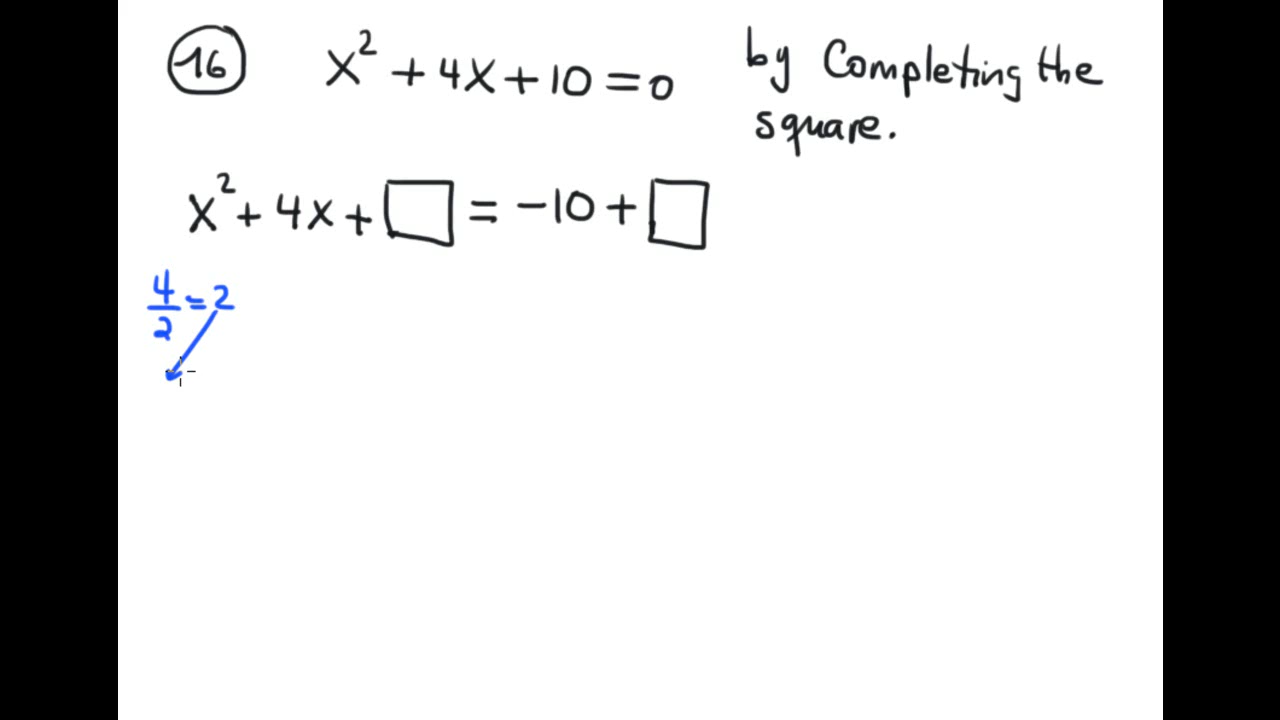 16 x² + 4x + 10 = 0 by Completing the
square.
x² + 4x + □ = -10 + □
4/2 = 2